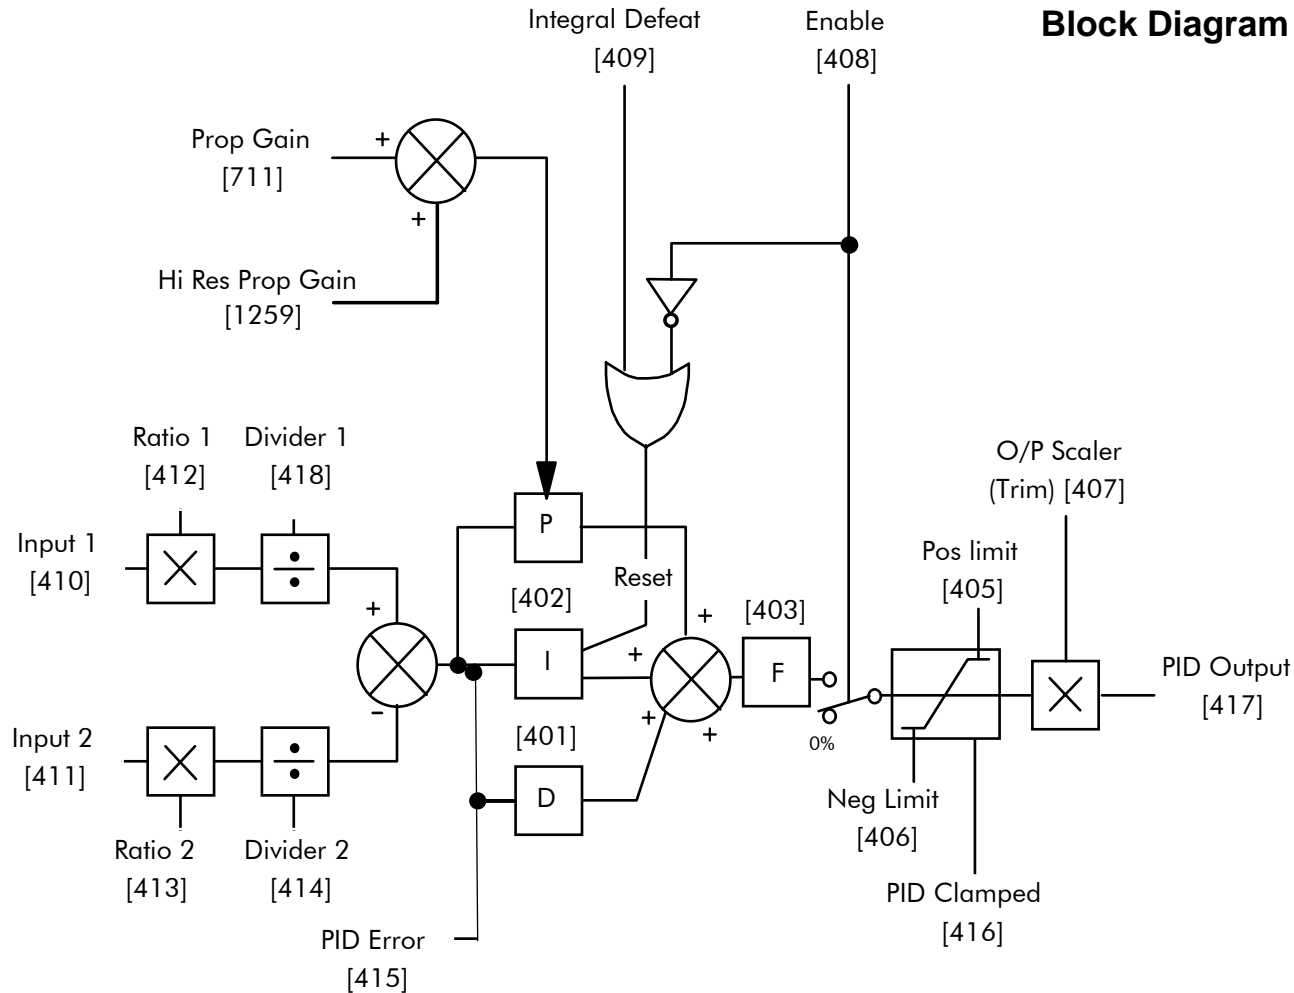 Block Diagram
Integral Defeat
[409]
Enable
[408]
Prop Gain
[711]
+
+
Hi Res Prop Gain
[1259]
Ratio 1
[412]
Divider 1
[418]
O/P Scaler
(Trim) [407]
Input 1
[410]
P
Pos limit
[405]
Reset
[402]
[403]
+
+
I
+
F
PID Output
[417]
-
+
+
Input 2
[411]
[401]
0%
D
Neg Limit
[406]
Ratio 2
[413]
Divider 2
[414]
PID Clamped
[416]
PID Error
[415]